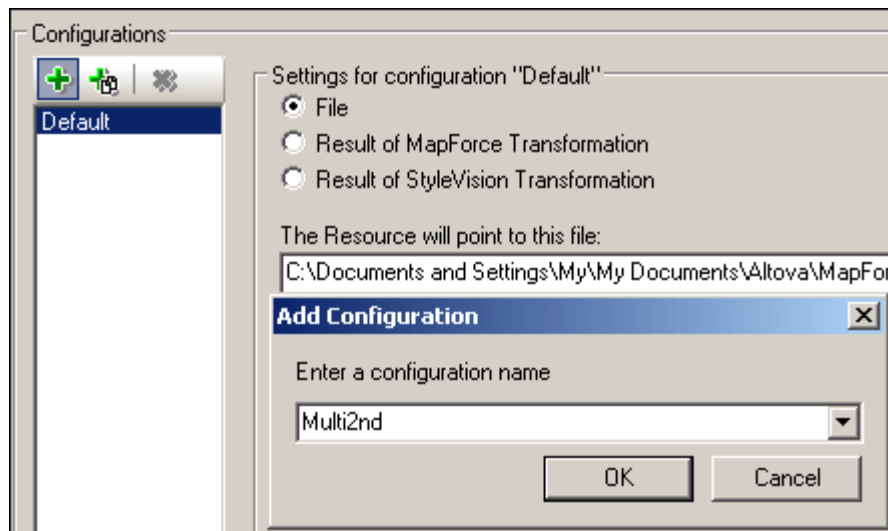 Configurations
Default
Settings for configuration "Default"
File
Result of MapForce Transformation
Result of StyleVision Transformation
The Resource will point to this file:
C:\Documents and Settings\My\My Documents\Altova\MapFor
Add Configuration
Enter a configuration name
Multi2nd
OK
Cancel